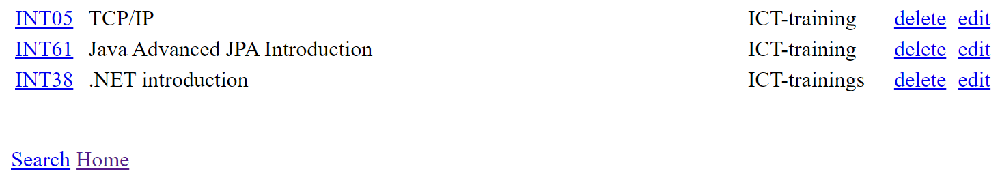 INT05 TCP/IP ICT-training delete edit
INT61 Java Advanced JPA Introduction ICT-training delete edit
INT38 .NET introduction ICT-trainings delete edit
Search Home